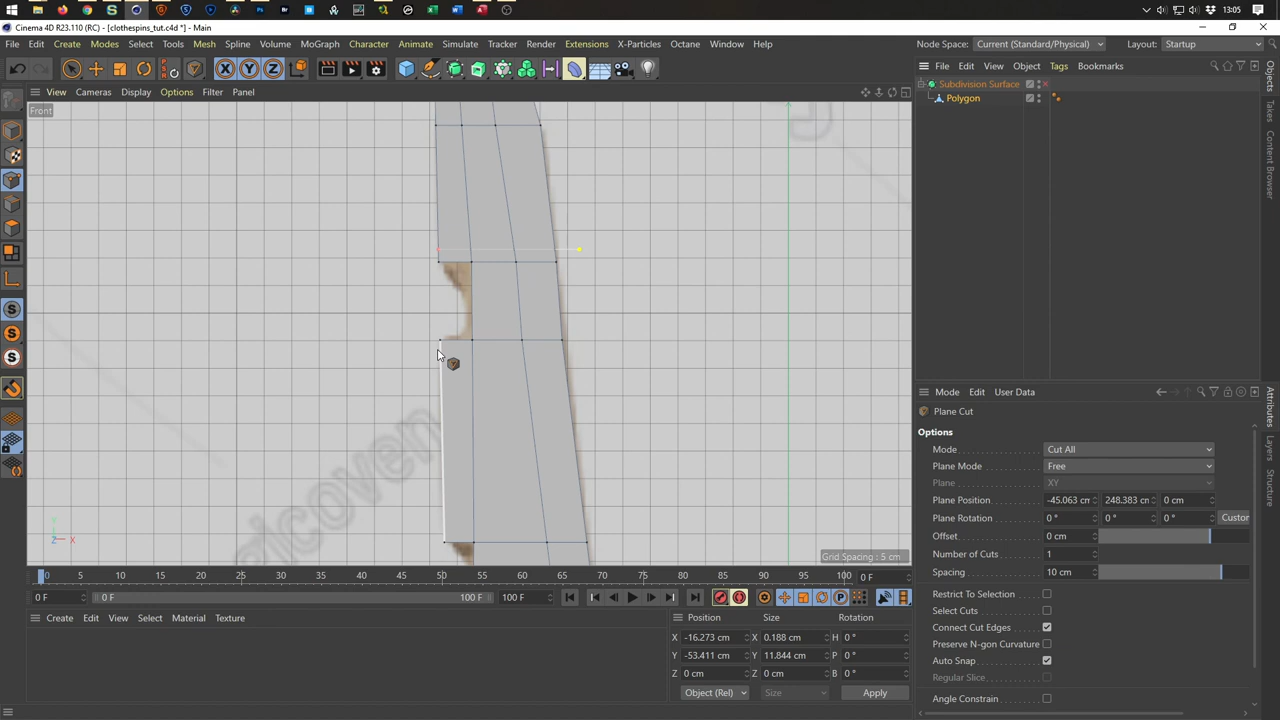 13:05
Cinema 4D R23.110 (RC) - [clothespins_tut.c4d *] - Main
File Edit Create Modes Select Tools Mesh Spline Volume MoGraph Character Animate Simulate Tracker Render Extensions X-Particles Octane Window Help
Node Space: Current (Standard/Physical) Layout: Startup
X Y Z
File Edit View Object Tags Bookmarks
View Cameras Display Options Filter Panel
Subdivision Surface
Polygon
Front
Objects
Takes
Content Browser
Mode Edit User Data
Plane Cut
Options
Mode Cut All
Plane Mode Free
Plane XY
Plane Position -45.063 cm 248.383 cm 0 cm
Plane Rotation 0 ° 0 ° 0 ° Custor
Offset 0 cm
Number of Cuts 1
Spacing 10 cm
Restrict To Selection
Select Cuts
Connect Cut Edges
Preserve N-gon Curvature
Auto Snap
Regular Slice
Angle Constrain
Attributes
Layers
Structure
Y
Z X
Grid Spacing : 5 cm
0 5 10 15 20 25 30 35 40 45 50 55 60 65 70 75 80 85 90 95 100 0 F
0 F 0 F 100 F 100 F
Create Edit View Select Material Texture
Position Size Rotation
X -16.273 cm X 0.188 cm H 0 °
Y -53.411 cm Y 11.844 cm P 0 °
Z 0 cm Z 0 cm B 0 °
Object (Rel) Size Apply